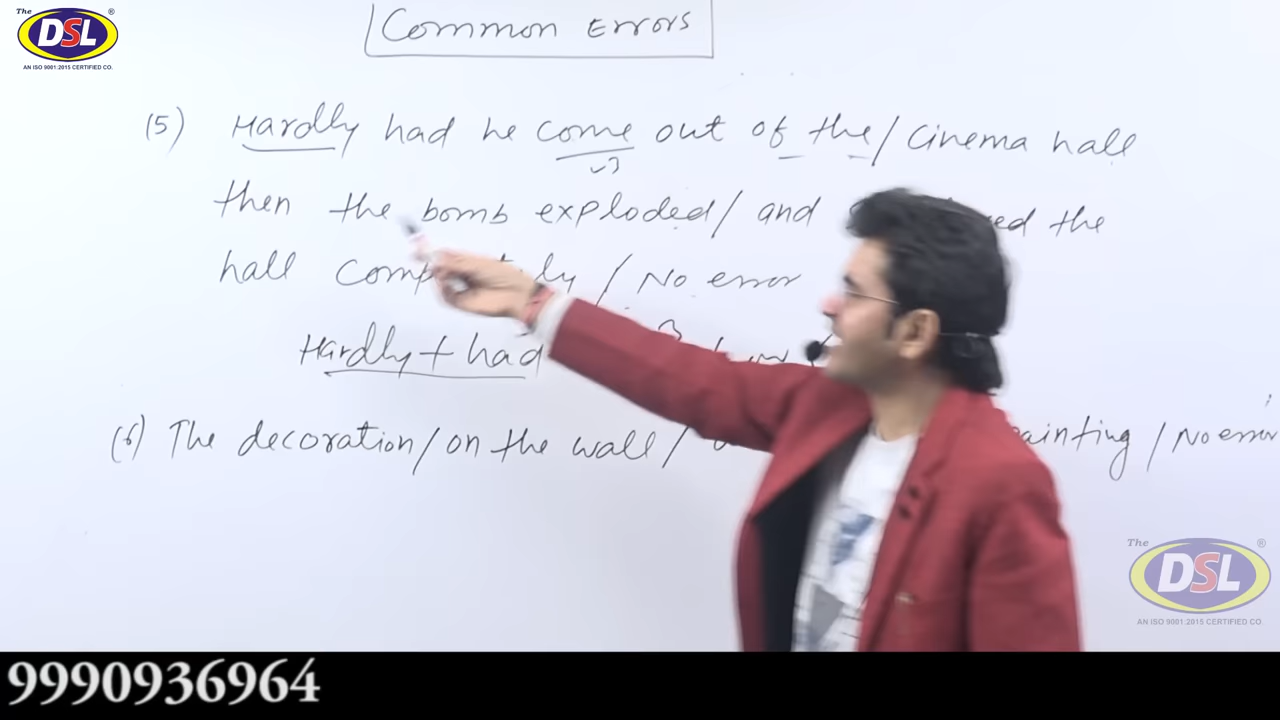 The DSL ®
AN ISO 9001:2015 CERTIFIED CO.
Common Errors
(5) Hardly had he come out of the / cinema hall
v3
then the bomb exploded / and the
hall / No error
Hardly + had
(6) The decoration / on the wall / / No error
The DSL ®
AN ISO 9001:2015 CERTIFIED CO.
9990936964